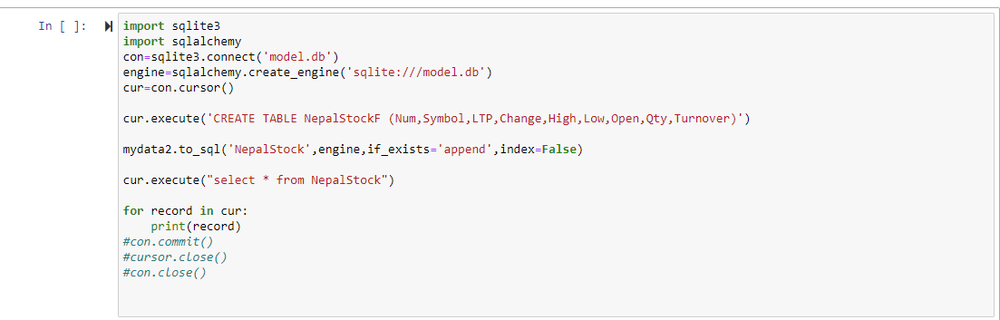 In [ ]:
import sqlite3
import sqlalchemy
con=sqlite3.connect('model.db')
engine=sqlalchemy.create_engine('sqlite:///model.db')
cur=con.cursor()
cur.execute('CREATE TABLE NepalStockF (Num,Symbol,LTP,Change,High,Low,Open,Qty,Turnover)')
mydata2.to_sql('NepalStock',engine,if_exists='append',index=False)
cur.execute("select * from NepalStock")
for record in cur:
    print(record)
#con.commit()
#cursor.close()
#con.close()